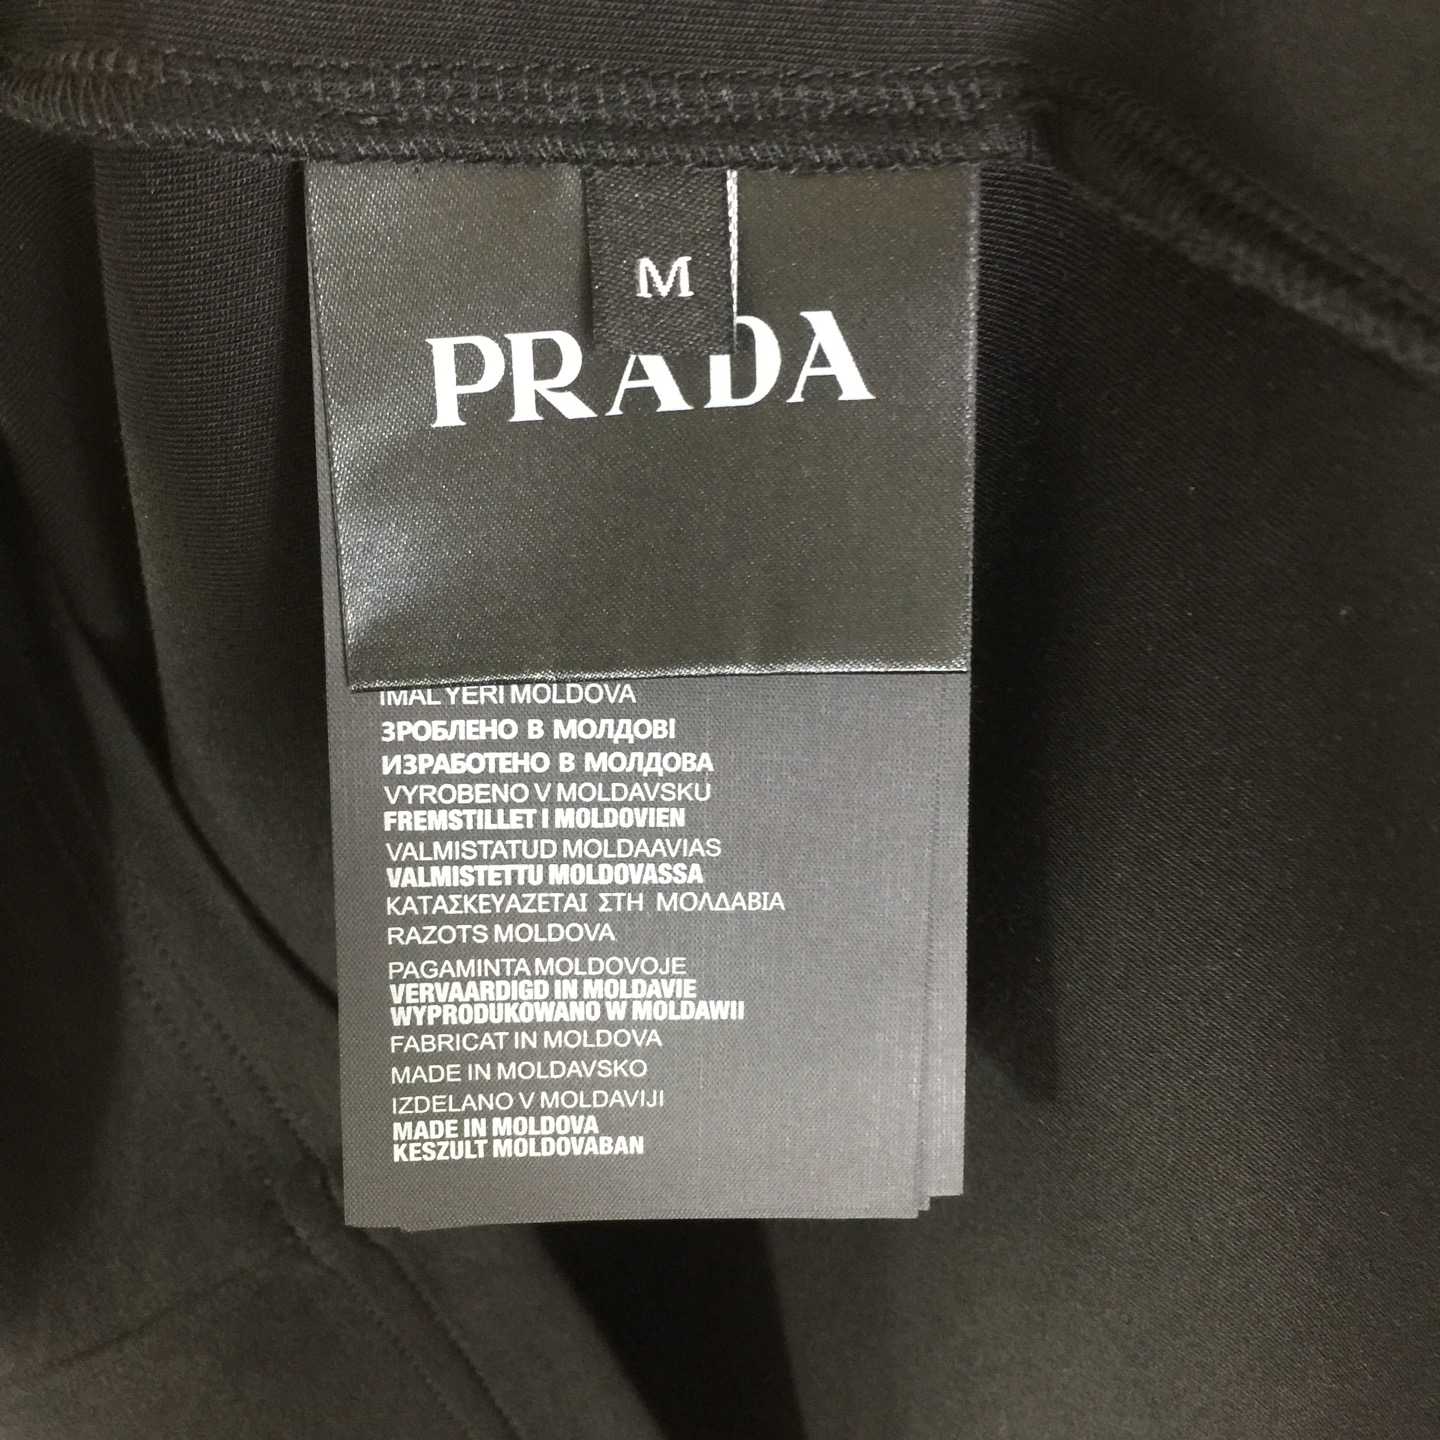 M
PRADA
IMAL YERI MOLDOVA
ЗРОБЛЕНО В МОЛДОВІ
ИЗРАБОТЕНО В МОЛДОВА
VYROBENO V MOLDAVSKU
FREMSTILLET I MOLDOVIEN
VALMISTATUD MOLDAAVIAS
VALMISTETTU MOLDOVASSA
ΚΑΤΑΣΚΕΥΑΖΕΤΑΙ ΣΤΗ ΜΟΛΔΑΒΙΑ
RAZOTS MOLDOVA
PAGAMINTA MOLDOVOJE
VERVAARDIGD IN MOLDAVIE
WYPRODUKOWANO W MOLDAWII
FABRICAT IN MOLDOVA
MADE IN MOLDAVSKO
IZDELANO V MOLDAVIJI
MADE IN MOLDOVA
KESZULT MOLDOVABAN